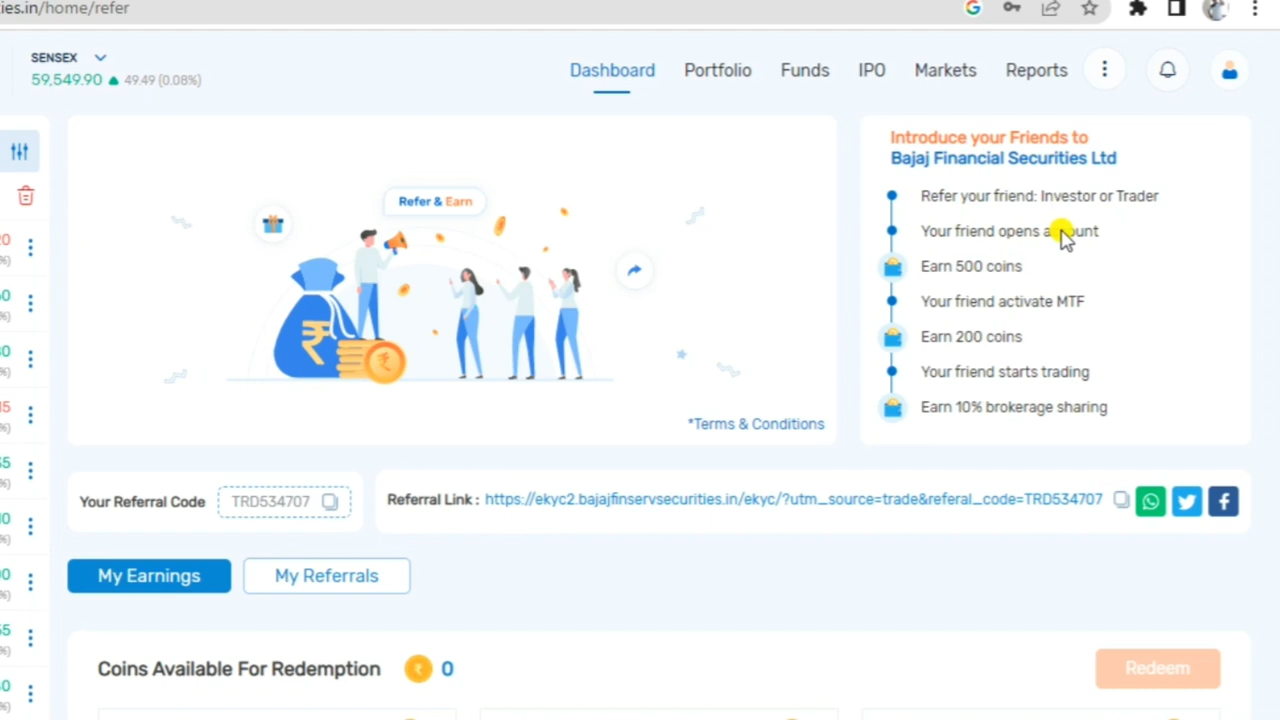 ies.in/home/refer
SENSEX
59,549.90 49.49 (0.08%)
Dashboard Portfolio Funds IPO Markets Reports
Refer & Earn
*Terms & Conditions
Introduce your Friends to
Bajaj Financial Securities Ltd
Refer your friend: Investor or Trader
Your friend opens
Earn 500 coins
Your friend activate MTF
Earn 200 coins
Your friend starts trading
Earn 10% brokerage sharing
Your Referral Code TRD534707
Referral Link : https://ekyc2.bajajfinservsecurities.in/ekyc/?utm_source=trade&referal_code=TRD534707
My Earnings My Referrals
Coins Available For Redemption 0
Redeem